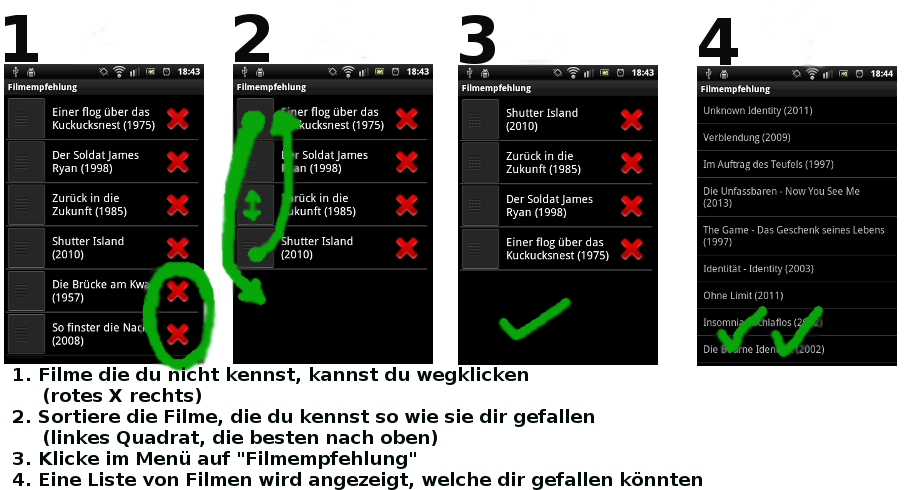 1
2
3
4
18:43
Filmempfehlung
Einer flog über das
Kuckucksnest (1975)
Der Soldat James
Ryan (1998)
Zurück in die
Zukunft (1985)
Shutter Island
(2010)
Die Brücke am Kwa
(1957)
So finster die Nac
(2008)
18:43
Filmempfehlung
Einer flog über das
Kuckucksnest (1975)
Der Soldat James
Ryan (1998)
Zurück in die
Zukunft (1985)
Shutter Island
(2010)
18:43
Filmempfehlung
Shutter Island
(2010)
Zurück in die
Zukunft (1985)
Der Soldat James
Ryan (1998)
Einer flog über das
Kuckucksnest (1975)
18:44
Filmempfehlung
Unknown Identity (2011)
Verblendung (2009)
Im Auftrag des Teufels (1997)
Die Unfassbaren - Now You See Me
(2013)
The Game - Das Geschenk seines Lebens
(1997)
Identität - Identity (2003)
Ohne Limit (2011)
Insomnia - Schlaflos (2002)
Die Bourne Identität (2002)
1. Filme die du nicht kennst, kannst du wegklicken
(rotes X rechts)
2. Sortiere die Filme, die du kennst so wie sie dir gefallen
(linkes Quadrat, die besten nach oben)
3. Klicke im Menü auf "Filmempfehlung"
4. Eine Liste von Filmen wird angezeigt, welche dir gefallen könnten